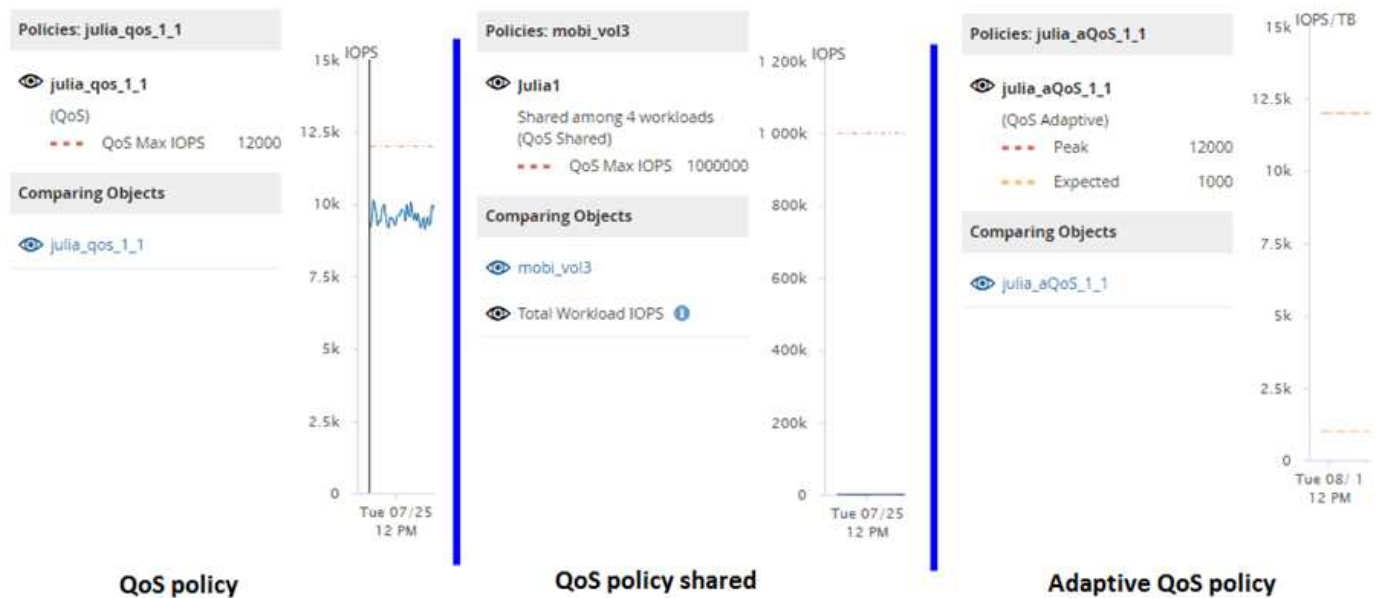 Policies: julia_qos_1_1
julia_qos_1_1
(QoS)
QoS Max IOPS 12000
Comparing Objects
julia_qos_1_1
IOPS
15k
12.5k
10k
7.5k
5k
2.5k
0
Tue 07/25
12 PM
QoS policy
Policies: mobi_vol3
Julia1
Shared among 4 workloads
(QoS Shared)
QoS Max IOPS 1000000
Comparing Objects
mobi_vol3
Total Workload IOPS
IOPS
1 200k
1 000k
800k
600k
400k
200k
0
Tue 07/25
12 PM
QoS policy shared
Policies: julia_aQoS_1_1
julia_aQoS_1_1
(QoS Adaptive)
Peak 12000
Expected 1000
Comparing Objects
julia_aQoS_1_1
IOPS/TB
15k
12.5k
10k
7.5k
5k
2.5k
0
Tue 08/ 1
12 PM
Adaptive QoS policy